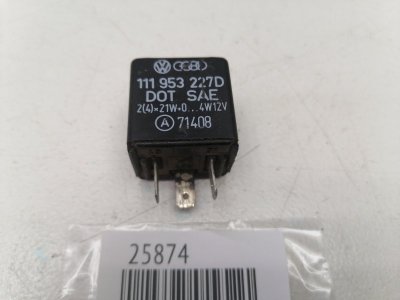 111 953 227D
DOT SAE
2(4)×21W+0...4W12V
A 71408
25874